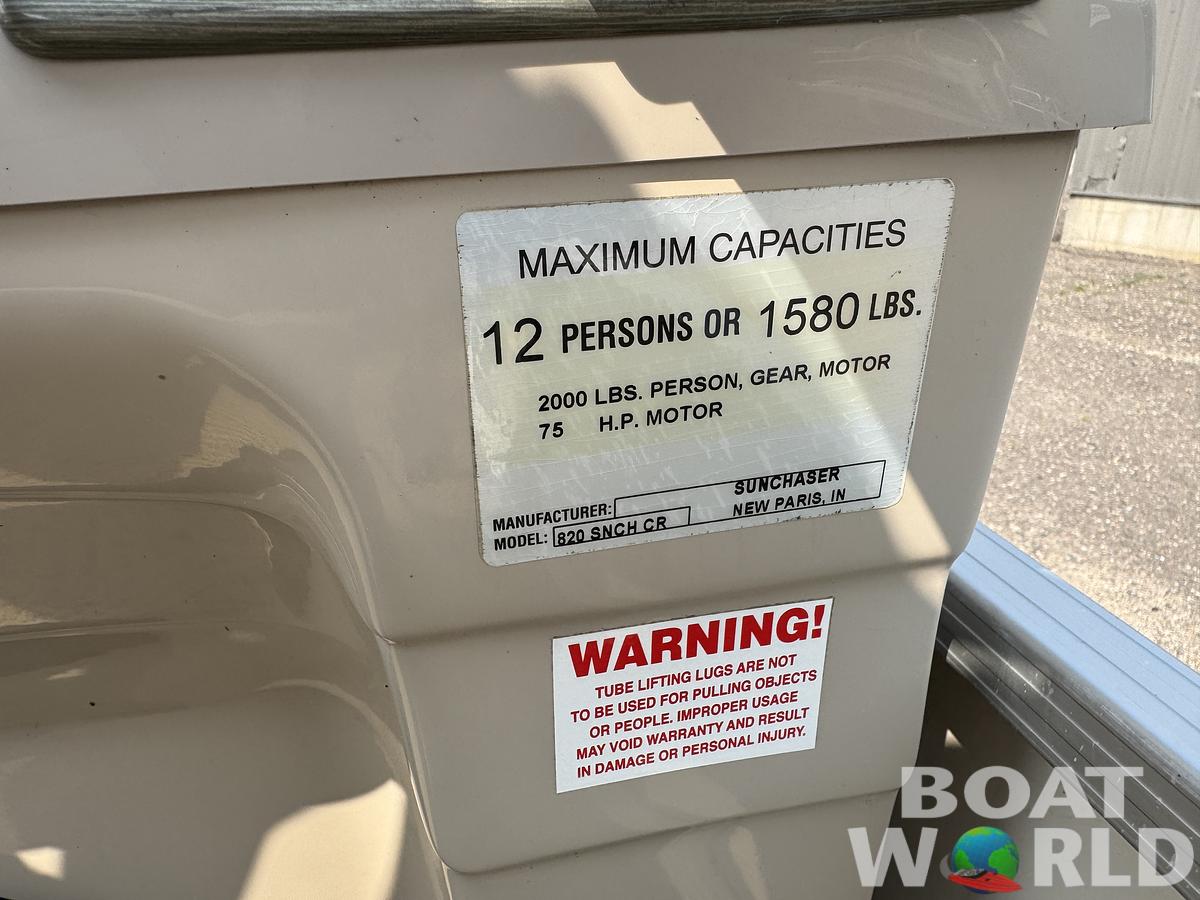 MAXIMUM CAPACITIES
12 PERSONS OR 1580 LBS.
2000 LBS. PERSON, GEAR, MOTOR
75 H.P. MOTOR
MANUFACTURER: SUNCHASER
MODEL: 820 SNCH CR NEW PARIS, IN
WARNING!
TUBE LIFTING LUGS ARE NOT
TO BE USED FOR PULLING OBJECTS
OR PEOPLE. IMPROPER USAGE
MAY VOID WARRANTY AND RESULT
IN DAMAGE OR PERSONAL INJURY.
BOAT
WORLD